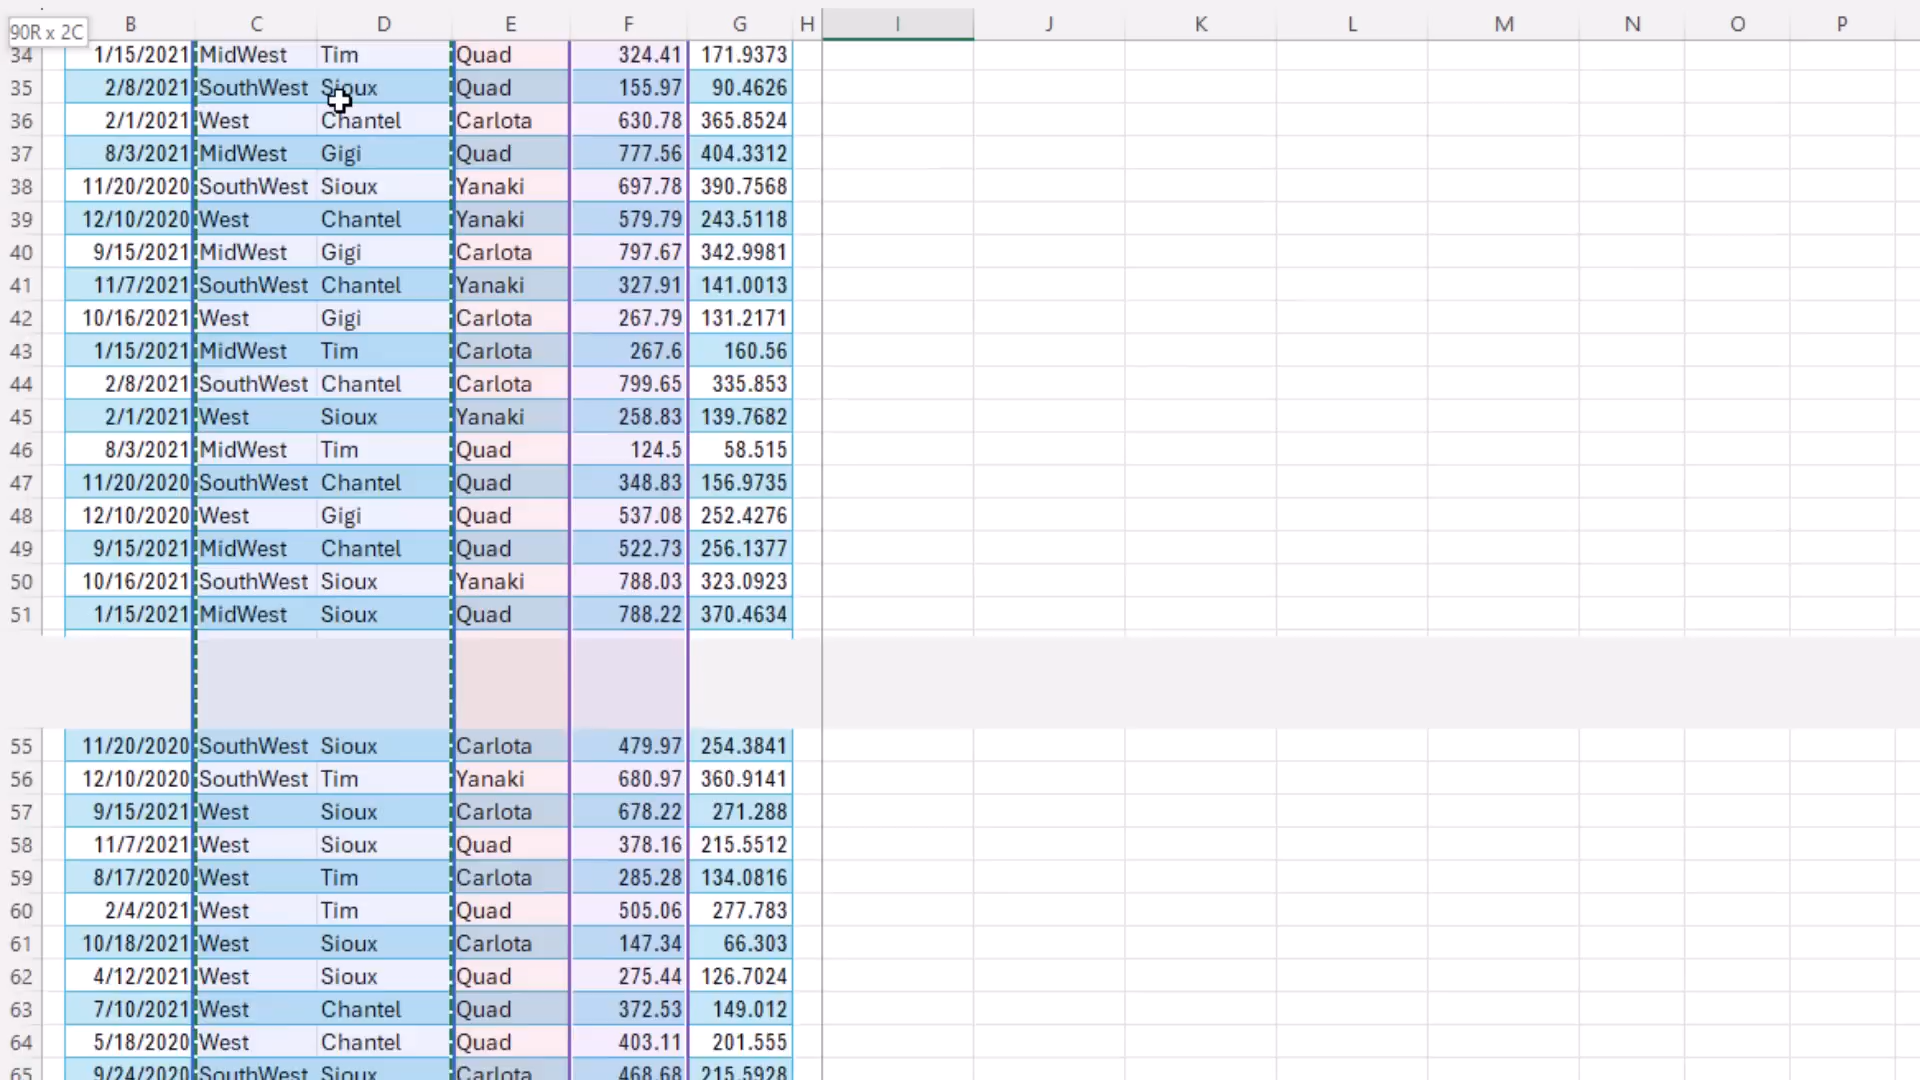 90R x 2C
B C D E F G H I J K L M N O P
34 1/15/2021 MidWest Tim Quad 324.41 171.9373
35 2/8/2021 SouthWest Sioux Quad 155.97 90.4626
36 2/1/2021 West Chantel Carlota 630.78 365.8524
37 8/3/2021 MidWest Gigi Quad 777.56 404.3312
38 11/20/2020 SouthWest Sioux Yanaki 697.78 390.7568
39 12/10/2020 West Chantel Yanaki 579.79 243.5118
40 9/15/2021 MidWest Gigi Carlota 797.67 342.9981
41 11/7/2021 SouthWest Chantel Yanaki 327.91 141.0013
42 10/16/2021 West Gigi Carlota 267.79 131.2171
43 1/15/2021 MidWest Tim Carlota 267.6 160.56
44 2/8/2021 SouthWest Chantel Carlota 799.65 335.853
45 2/1/2021 West Sioux Yanaki 258.83 139.7682
46 8/3/2021 MidWest Tim Quad 124.5 58.515
47 11/20/2020 SouthWest Chantel Quad 348.83 156.9735
48 12/10/2020 West Gigi Quad 537.08 252.4276
49 9/15/2021 MidWest Chantel Quad 522.73 256.1377
50 10/16/2021 SouthWest Sioux Yanaki 788.03 323.0923
51 1/15/2021 MidWest Sioux Quad 788.22 370.4634
55 11/20/2020 SouthWest Sioux Carlota 479.97 254.3841
56 12/10/2020 SouthWest Tim Yanaki 680.97 360.9141
57 9/15/2021 West Sioux Carlota 678.22 271.288
58 11/7/2021 West Sioux Quad 378.16 215.5512
59 8/17/2020 West Tim Carlota 285.28 134.0816
60 2/4/2021 West Tim Quad 505.06 277.783
61 10/18/2021 West Sioux Carlota 147.34 66.303
62 4/12/2021 West Sioux Quad 275.44 126.7024
63 7/10/2021 West Chantel Quad 372.53 149.012
64 5/18/2020 West Chantel Quad 403.11 201.555
65 9/24/2020 SouthWest Sioux Carlota 468.68 215.5928